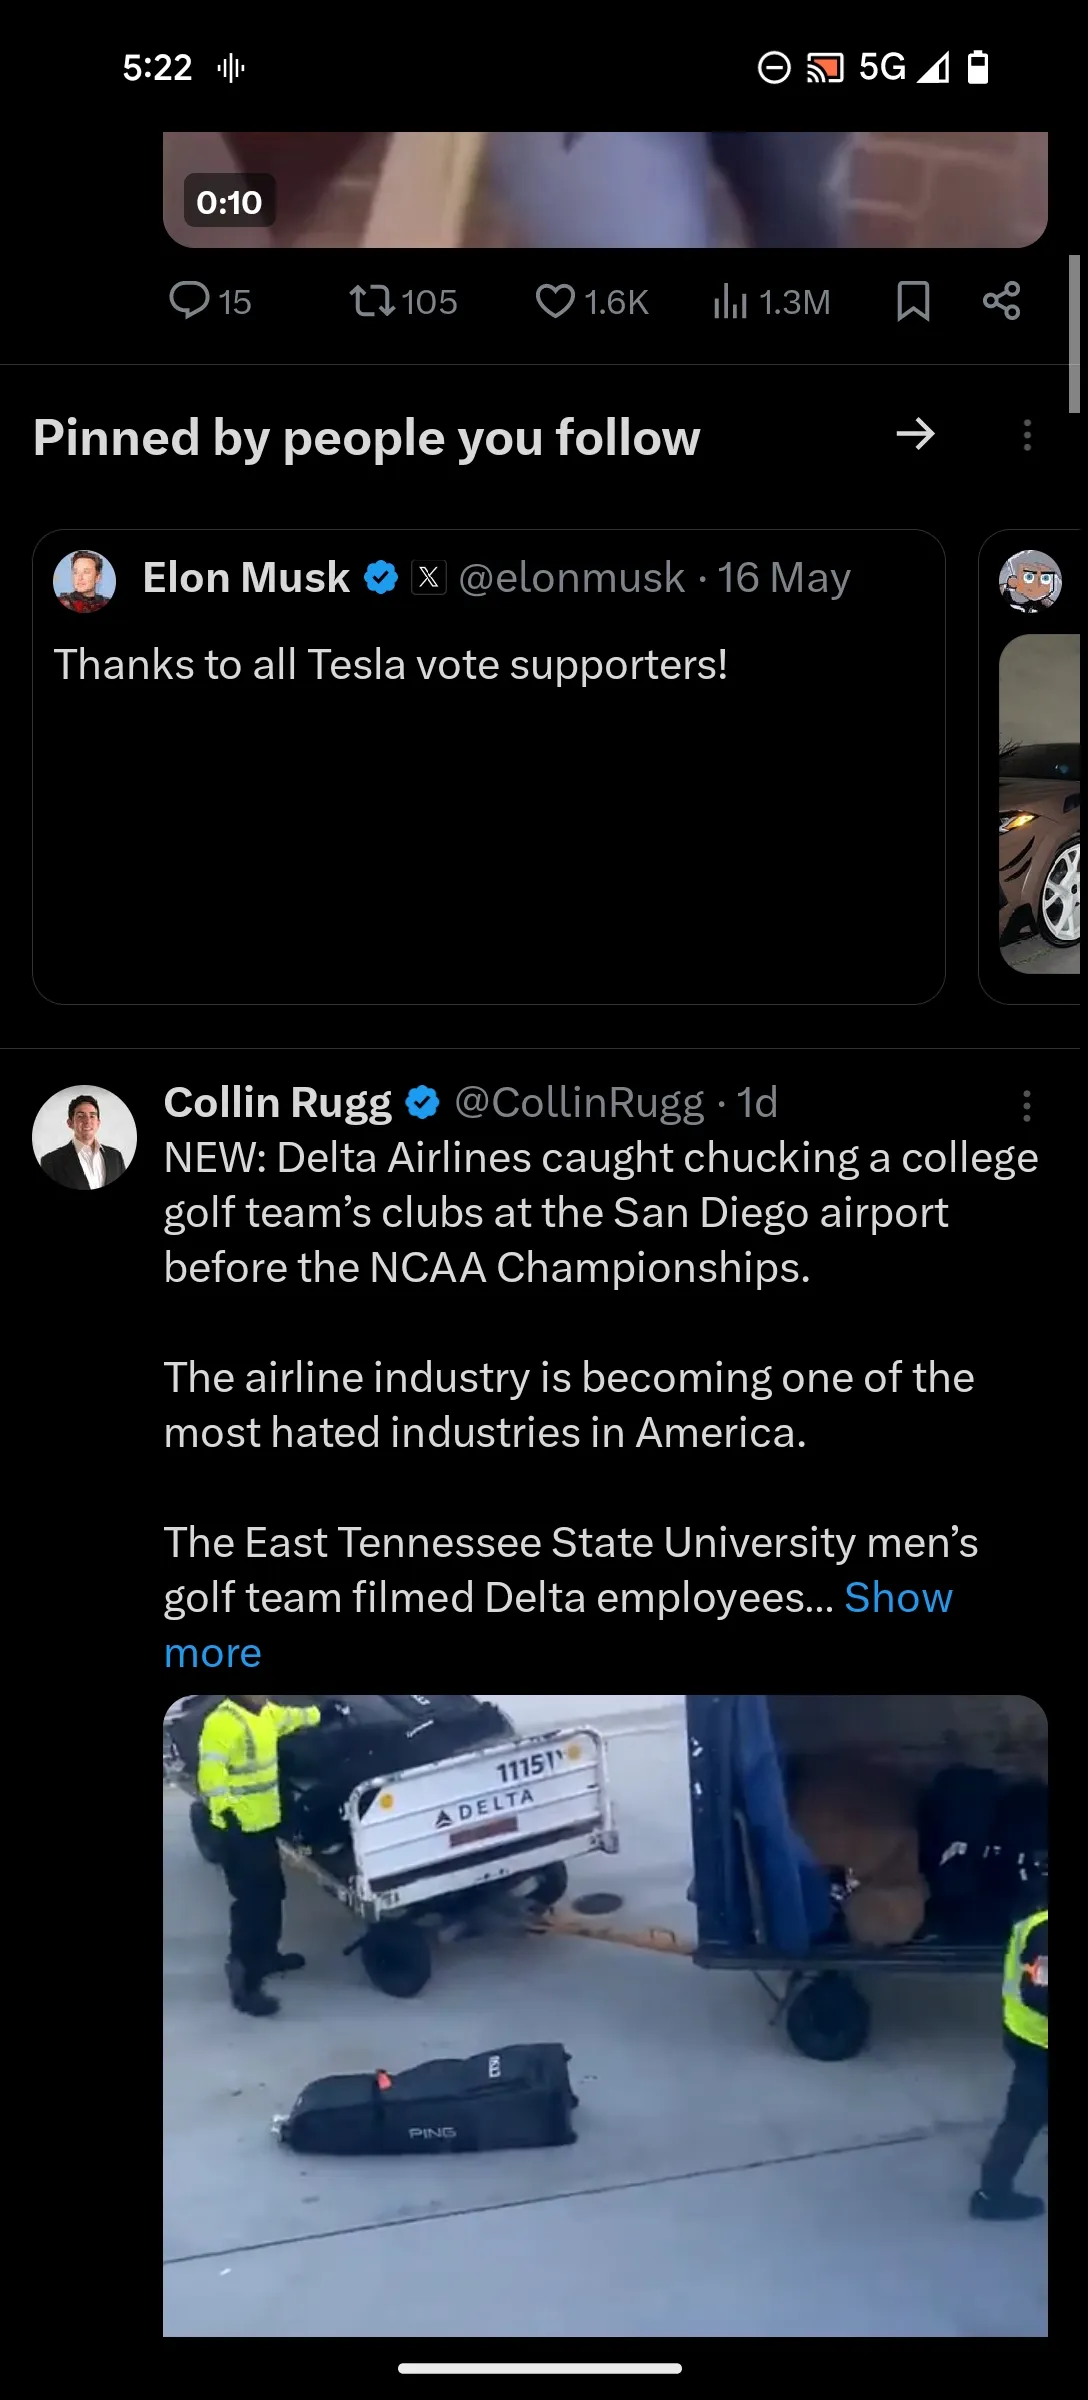 5:22 5G
0:10
15 105 1.6K 1.3M
Pinned by people you follow
Elon Musk X @elonmusk · 16 May
Thanks to all Tesla vote supporters!
Collin Rugg @CollinRugg · 1d
NEW: Delta Airlines caught chucking a college
golf team’s clubs at the San Diego airport
before the NCAA Championships.
The airline industry is becoming one of the
most hated industries in America.
The East Tennessee State University men’s
golf team filmed Delta employees... Show
more
DELTA
PING